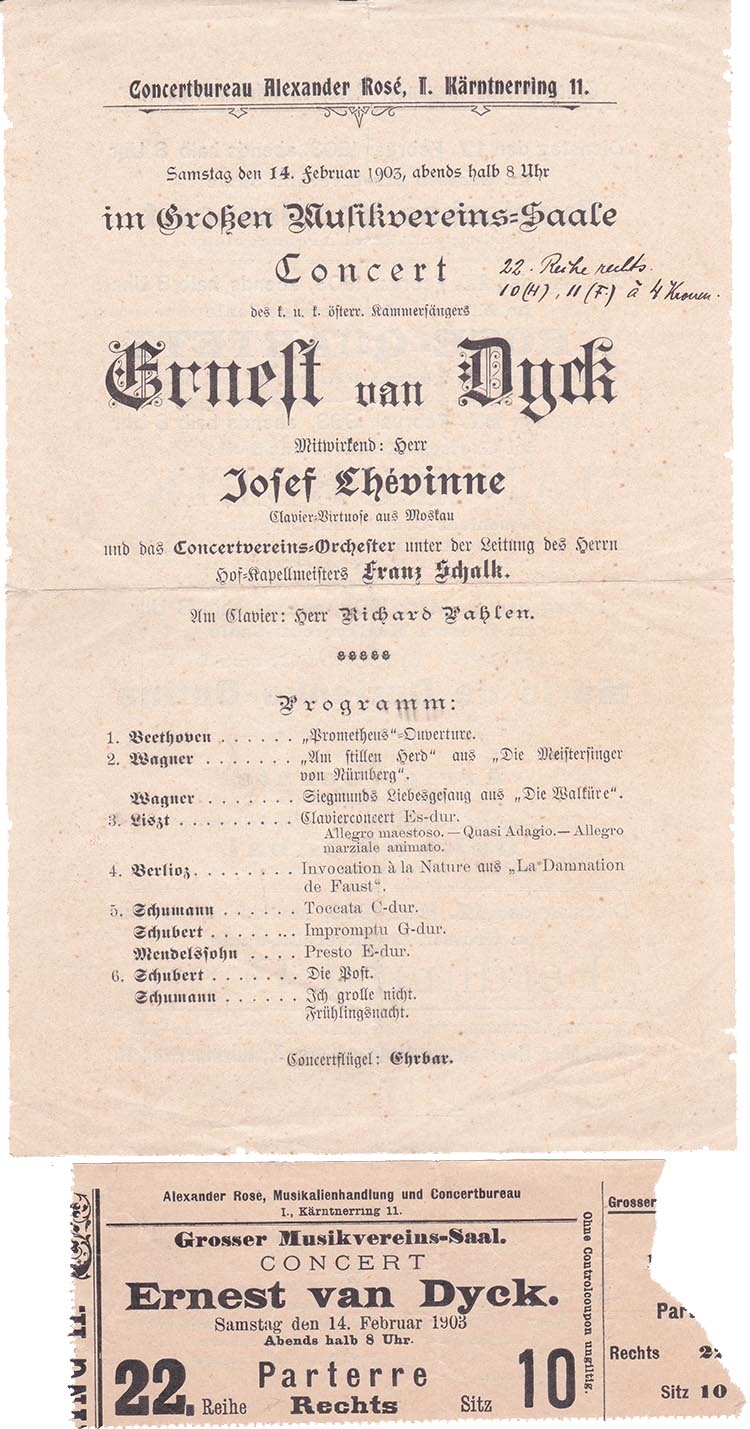 Concertbureau Alexander Rosé, I. Kärntnerring 11.
Samstag den 14. Februar 1903, abends halb 8 Uhr
im Großen Musikvereins-Saale
Concert
22. Reihe rechts.
10 (H), 11 (F.) à 4 Kronen.
des k. u. k. österr. Kammersängers
Ernest van Dyck
Mitwirkend: Herr
Josef Lhévinne
Clavier-Virtuose aus Moskau
und das Concertvereins-Orchester unter der Leitung des Herrn
Hof-Kapellmeisters Franz Schalk.
Am Clavier: Herr Richard Pahlen.
Programm:
1. Beethoven . . . . . . „Prometheus“-Ouverture.
2. Wagner . . . . . . . „Am stillen Herd“ aus „Die Meistersinger
von Nürnberg“.
Wagner . . . . . . . Siegmunds Liebesgesang aus „Die Walküre“.
3. Liszt . . . . . . . . . Clavierconcert Es-dur.
Allegro maestoso. — Quasi Adagio. — Allegro
marziale animato.
4. Berlioz . . . . . . . . Invocation à la Nature aus „La Damnation
de Faust“.
5. Schumann . . . . . . Toccata C-dur.
Schubert . . . . . . . Impromptu G-dur.
Mendelssohn . . . . Presto E-dur.
6. Schubert . . . . . . . Die Post.
Schumann . . . . . . Ich grolle nicht.
Frühlingsnacht.
Concertflügel: Ehrbar.
Alexander Rosé, Musikalienhandlung und Concertbureau
I., Kärntnerring 11.
Grosser Musikvereins-Saal.
CONCERT
Ernest van Dyck.
Samstag den 14. Februar 1903
Abends halb 8 Uhr.
22. Reihe Parterre Rechts Sitz 10
Ohne Controlcoupon ungiltig.
Grosser
Rechts
Sitz 10